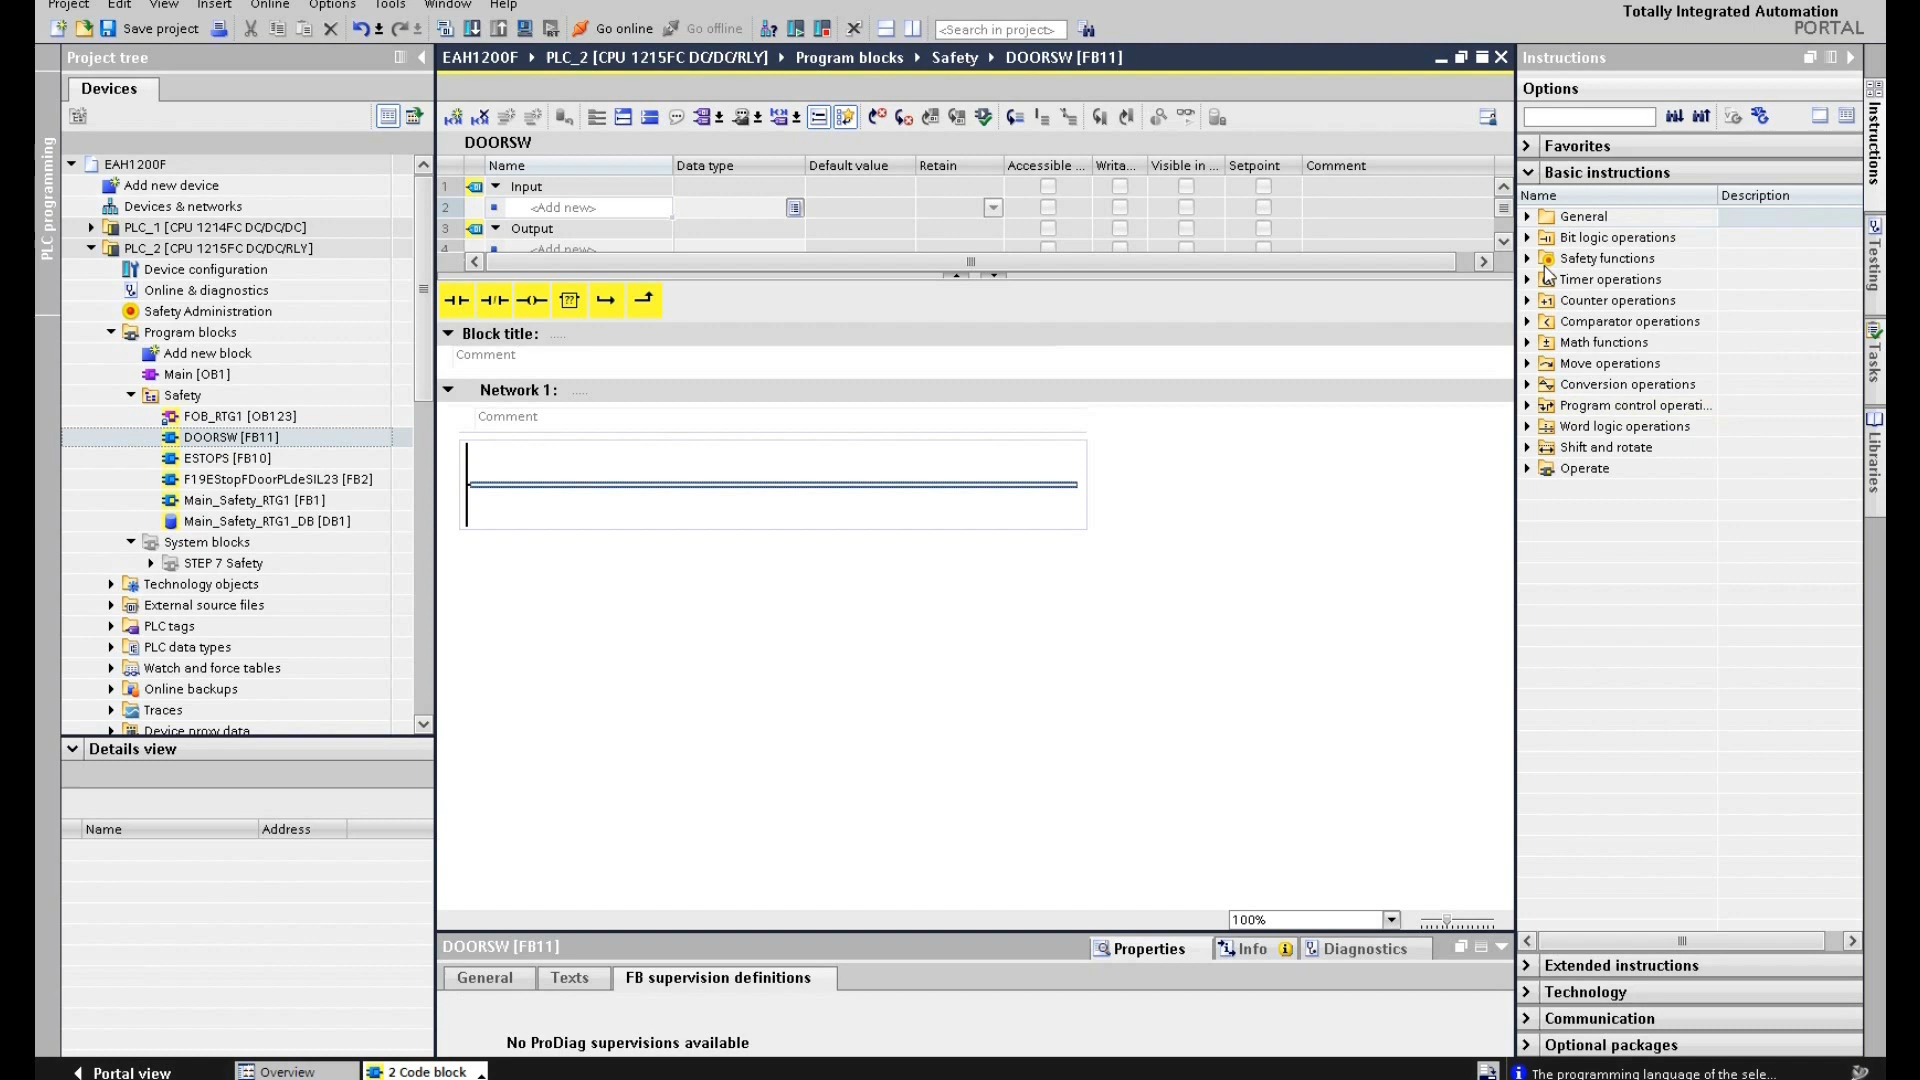 Project Edit View Insert Online Options Tools Window Help
Totally Integrated Automation
PORTAL
Save project
Go online
Go offline
<Search in project>
Project tree
EAH1200F PLC_2 [CPU 1215FC DC/DC/RLY] Program blocks Safety DOORSW [FB11]
Instructions
Devices
Options
PLC programming
Instructions
Testing
Tasks
Libraries
EAH1200F
Add new device
Devices & networks
PLC_1 [CPU 1214FC DC/DC/DC]
PLC_2 [CPU 1215FC DC/DC/RLY]
Device configuration
Online & diagnostics
Safety Administration
Program blocks
Add new block
Main [OB1]
Safety
FOB_RTG1 [OB123]
DOORSW [FB11]
ESTOPS [FB10]
F19EStopFDoorPLdeSIL23 [FB2]
Main_Safety_RTG1 [FB1]
Main_Safety_RTG1_DB [DB1]
System blocks
STEP 7 Safety
Technology objects
External source files
PLC tags
PLC data types
Watch and force tables
Online backups
Traces
Device proxy data
Details view
Name Address
DOORSW
Name Data type Default value Retain Accessible ... Writa... Visible in ... Setpoint Comment
1 Input
2 <Add new>
3 Output
4 <Add new>
??
Block title: .....
Comment
Network 1: .....
Comment
100%
DOORSW [FB11]
Properties Info Diagnostics
General Texts FB supervision definitions
No ProDiag supervisions available
Favorites
Basic instructions
Name Description
General
Bit logic operations
Safety functions
Timer operations
Counter operations
Comparator operations
Math functions
Move operations
Conversion operations
Program control operati...
Word logic operations
Shift and rotate
Operate
Extended instructions
Technology
Communication
Optional packages
Portal view Overview 2 Code block
The programming language of the sele...